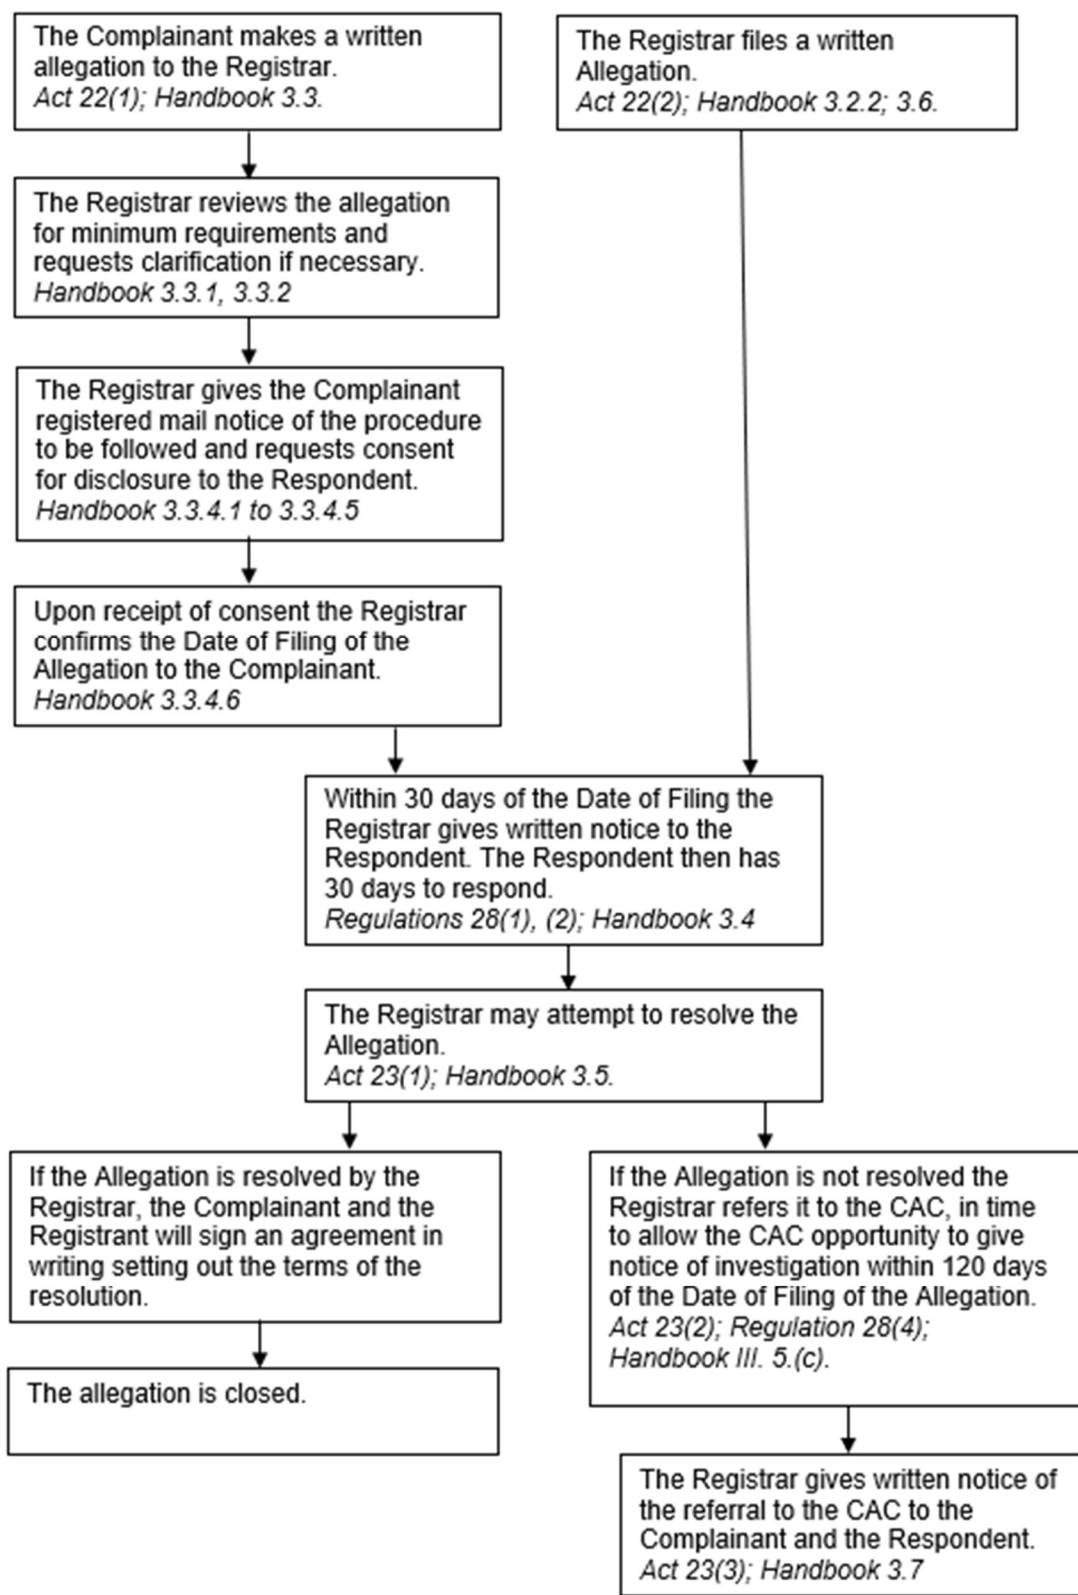 The Complainant makes a written
allegation to the Registrar.
Act 22(1); Handbook 3.3.
The Registrar files a written
Allegation.
Act 22(2); Handbook 3.2.2; 3.6.
The Registrar reviews the allegation
for minimum requirements and
requests clarification if necessary.
Handbook 3.3.1, 3.3.2
The Registrar gives the Complainant
registered mail notice of the procedure
to be followed and requests consent
for disclosure to the Respondent.
Handbook 3.3.4.1 to 3.3.4.5
Upon receipt of consent the Registrar
confirms the Date of Filing of the
Allegation to the Complainant.
Handbook 3.3.4.6
Within 30 days of the Date of Filing the
Registrar gives written notice to the
Respondent. The Respondent then has
30 days to respond.
Regulations 28(1), (2); Handbook 3.4
The Registrar may attempt to resolve the
Allegation.
Act 23(1); Handbook 3.5.
If the Allegation is resolved by the
Registrar, the Complainant and the
Registrant will sign an agreement in
writing setting out the terms of the
resolution.
If the Allegation is not resolved the
Registrar refers it to the CAC, in time
to allow the CAC opportunity to give
notice of investigation within 120 days
of the Date of Filing of the Allegation.
Act 23(2); Regulation 28(4);
Handbook III. 5.(c).
The allegation is closed.
The Registrar gives written notice of
the referral to the CAC to the
Complainant and the Respondent.
Act 23(3); Handbook 3.7